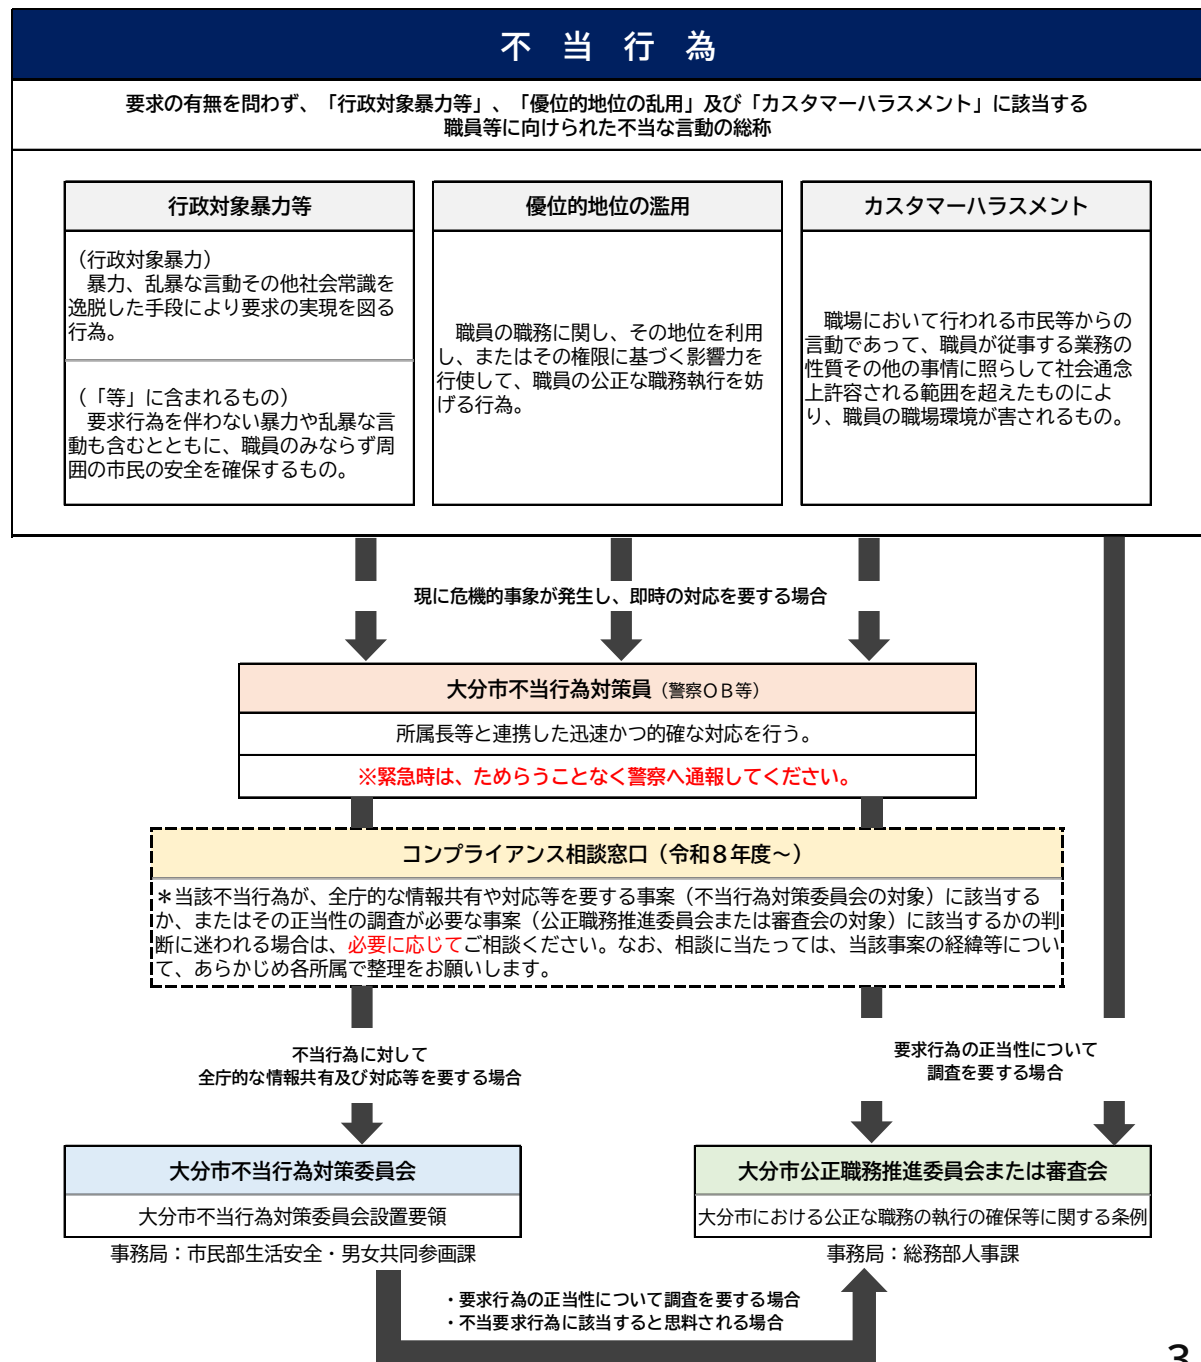 不当行為
要求の有無を問わず、「行政対象暴力等」、「優位的地位の乱用」及び「カスタマーハラスメント」に該当する
職員等に向けられた不当な言動の総称
行政対象暴力等
（行政対象暴力）
暴力、乱暴な言動その他社会常識を
逸脱した手段により要求の実現を図る
行為。
（「等」に含まれるもの）
要求行為を伴わない暴力や乱暴な言
動も含むとともに、職員のみならず周
囲の市民の安全を確保するもの。
優位的地位の濫用
職員の職務に関し、その地位を利用
し、またはその権限に基づく影響力を
行使して、職員の公正な職務執行を妨
げる行為。
カスタマーハラスメント
職場において行われる市民等からの
言動であって、職員が従事する業務の
性質その他の事情に照らして社会通念
上許容される範囲を超えたものによ
り、職員の職場環境が害されるもの。
現に危機的事象が発生し、即時の対応を要する場合
大分市不当行為対策員（警察ＯＢ等）
所属長等と連携した迅速かつ的確な対応を行う。
※緊急時は、ためらうことなく警察へ通報してください。
コンプライアンス相談窓口（令和８年度～）
＊当該不当行為が、全庁的な情報共有や対応等を要する事案（不当行為対策委員会の対象）に該当する
か、またはその正当性の調査が必要な事案（公正職務推進委員会または審査会の対象）に該当するかの判
断に迷われる場合は、必要に応じてご相談ください。なお、相談に当たっては、当該事案の経緯等につい
て、あらかじめ各所属で整理をお願いします。
不当行為に対して
全庁的な情報共有及び対応等を要する場合
要求行為の正当性について
調査を要する場合
大分市不当行為対策委員会
大分市不当行為対策委員会設置要領
事務局：市民部生活安全・男女共同参画課
大分市公正職務推進委員会または審査会
大分市における公正な職務の執行の確保等に関する条例
事務局：総務部人事課
・要求行為の正当性について調査を要する場合
・不当要求行為に該当すると思料される場合
3